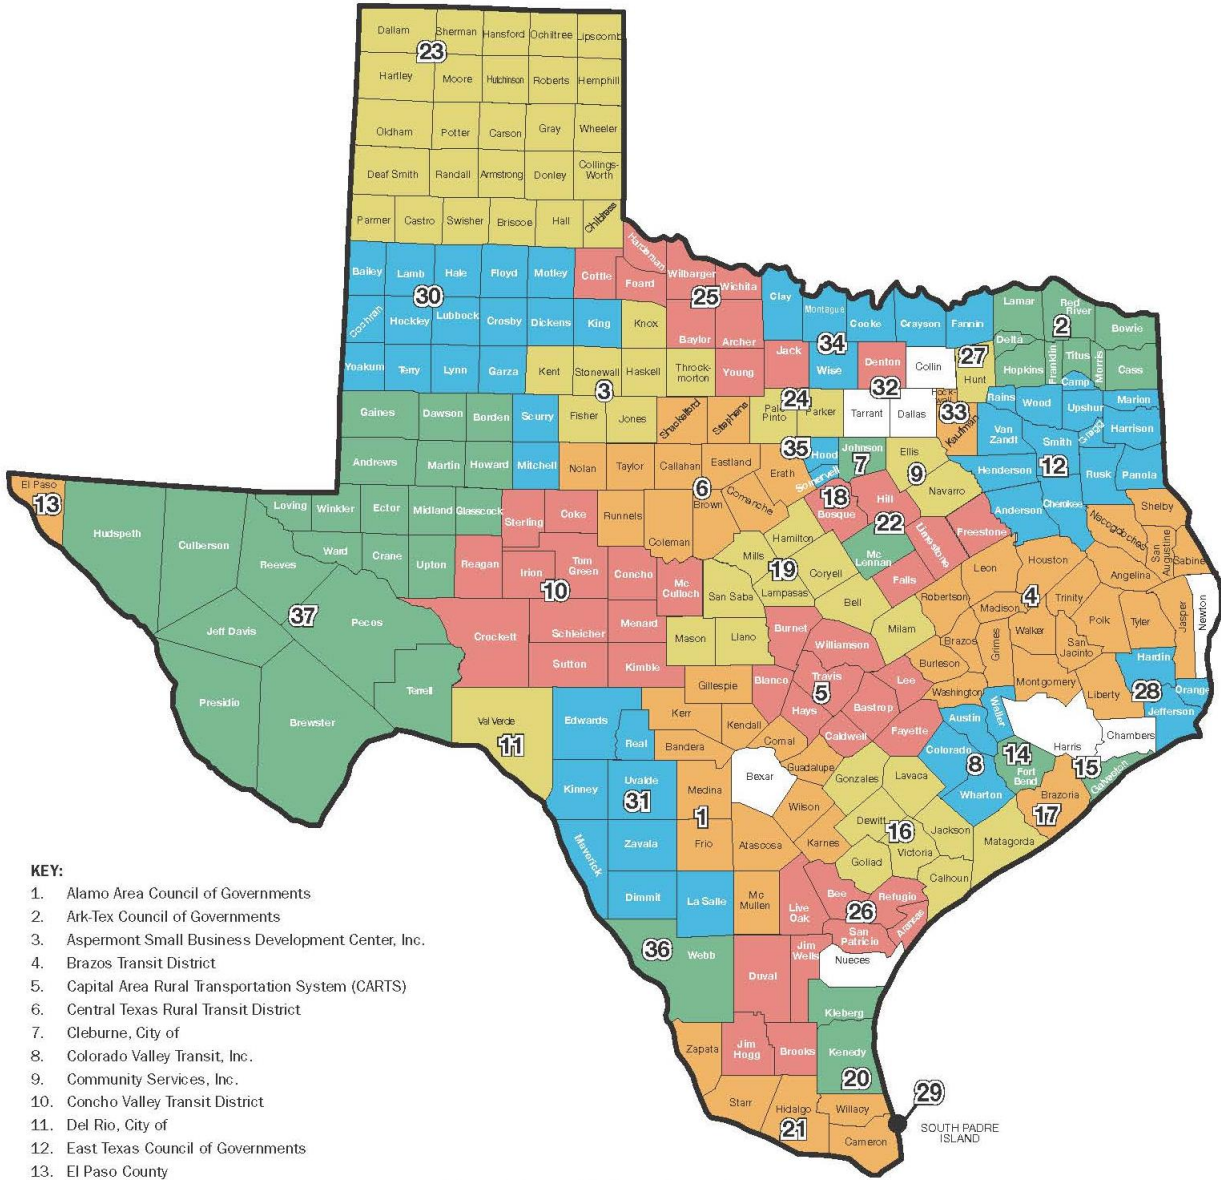 Dallam Sherman Hansford Ochiltree Lipscomb
23
Hartley Moore Hutchinson Roberts Hemphill
Oldham Potter Carson Gray Wheeler
Deaf Smith Randall Armstrong Donley Collings-
Worth
Parmer Castro Swisher Briscoe Hall Childress
Bailey Lamb Hale Floyd Motley Cottle Hardeman Foard Wilbarger Wichita
30 25
Clay Montague Cooke Grayson Fannin Lamar Red
River Bowie
Cochran Hockley Lubbock Crosby Dickens King Knox Baylor Archer
34 27 2
Jack Wise Denton Collin Hunt Delta Hopkins Franklin Titus Camp Morris Cass
Yoakum Terry Lynn Garza Kent Stonewall Haskell Throck-
morton Young
3 24 32 33
Gaines Dawson Borden Scurry Fisher Jones Shackelford Stephens Palo
Pinto Parker Tarrant Dallas Rock-
wall Kaufman
Rains Wood Upshur Marion Van
Zandt Smith Gregg Harrison
Andrews Martin Howard Mitchell Nolan Taylor Callahan Eastland Erath
35 7 9 12
Hood Somervell Johnson Ellis Navarro Henderson Rusk Panola Anderson Cherokee
El Paso
13
Hudspeth Culberson Loving Winkler Ector Midland Glasscock Sterling Coke Runnels Coleman Brown Comanche
6 18 22
Bosque Hill Limestone Freestone Shelby Nacogdoches San
Augustine Sabine
Reeves Ward Crane Upton Reagan Irion Tom
Green Concho Mc
Culloch
10 19
Mills Hamilton Coryell Mc
Lennan Falls Leon Houston Angelina
San Saba Lampasas Bell Robertson Madison Trinity
4
Polk Tyler Jasper Newton
37
Jeff Davis Pecos Crockett Schleicher Menard Mason Llano Burnet Williamson Milam Brazos Grimes Walker San
Jacinto
Presidio Brewster Terrell Sutton Kimble Gillespie Blanco Travis Lee Burleson Washington Montgomery Liberty Hardin Orange Jefferson
5 28
Hays Bastrop Caldwell Fayette
Val Verde
11
Edwards Real Kerr Kendall Bandera Comal Guadalupe
Austin Waller Colorado Harris Chambers
8 14 15
Kinney Uvalde Medina Bexar Gonzales Lavaca Wharton Fort
Bend Galveston
31 1 17
Brazoria
Wilson Dewitt Jackson Matagorda
16
Maverick Zavala Frio Atascosa Karnes Goliad Victoria Calhoun
Dimmit La Salle Mc
Mullen Live
Oak Bee Refugio Aransas
26
San
Patricio
36
Webb Duval Jim
Wells Nueces
Kleberg
Zapata Jim
Hogg Brooks Kenedy
20
29
Starr Hidalgo Willacy
21
Cameron
SOUTH PADRE
ISLAND
KEY:
1. Alamo Area Council of Governments
2. Ark-Tex Council of Governments
3. Aspermont Small Business Development Center, Inc.
4. Brazos Transit District
5. Capital Area Rural Transportation System (CARTS)
6. Central Texas Rural Transit District
7. Cleburne, City of
8. Colorado Valley Transit, Inc.
9. Community Services, Inc.
10. Concho Valley Transit District
11. Del Rio, City of
12. East Texas Council of Governments
13. El Paso County